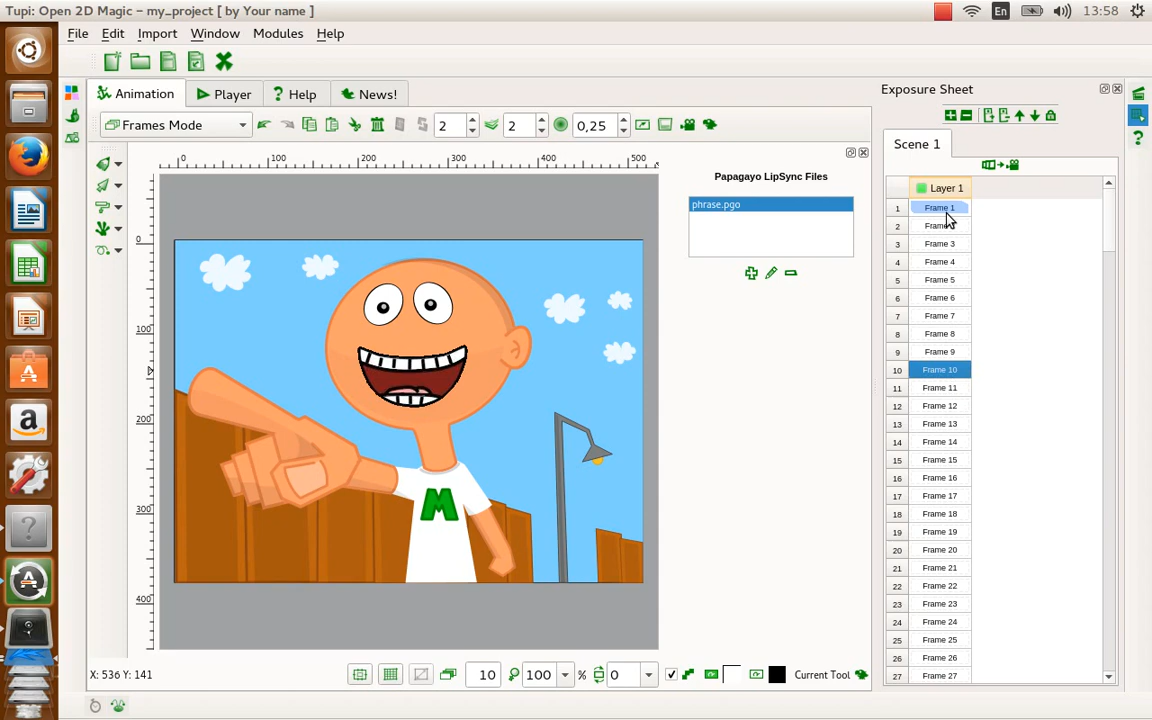 Tupi: Open 2D Magic – my_project [ by Your name ]
En
13:58
File Edit Import Window Modules Help
Animation Player Help News!
Frames Mode 2 2 0,25
0 100 200 300 400 500
0
100
200
300
400
M
Papagayo LipSync Files
phrase.pgo
Exposure Sheet
Scene 1
Layer 1
1 Frame 1
2 Frame
3 Frame 3
4 Frame 4
5 Frame 5
6 Frame 6
7 Frame 7
8 Frame 8
9 Frame 9
10 Frame 10
11 Frame 11
12 Frame 12
13 Frame 13
14 Frame 14
15 Frame 15
16 Frame 16
17 Frame 17
18 Frame 18
19 Frame 19
20 Frame 20
21 Frame 21
22 Frame 22
23 Frame 23
24 Frame 24
25 Frame 25
26 Frame 26
27 Frame 27
X: 536 Y: 141
10 100 % 0 Current Tool